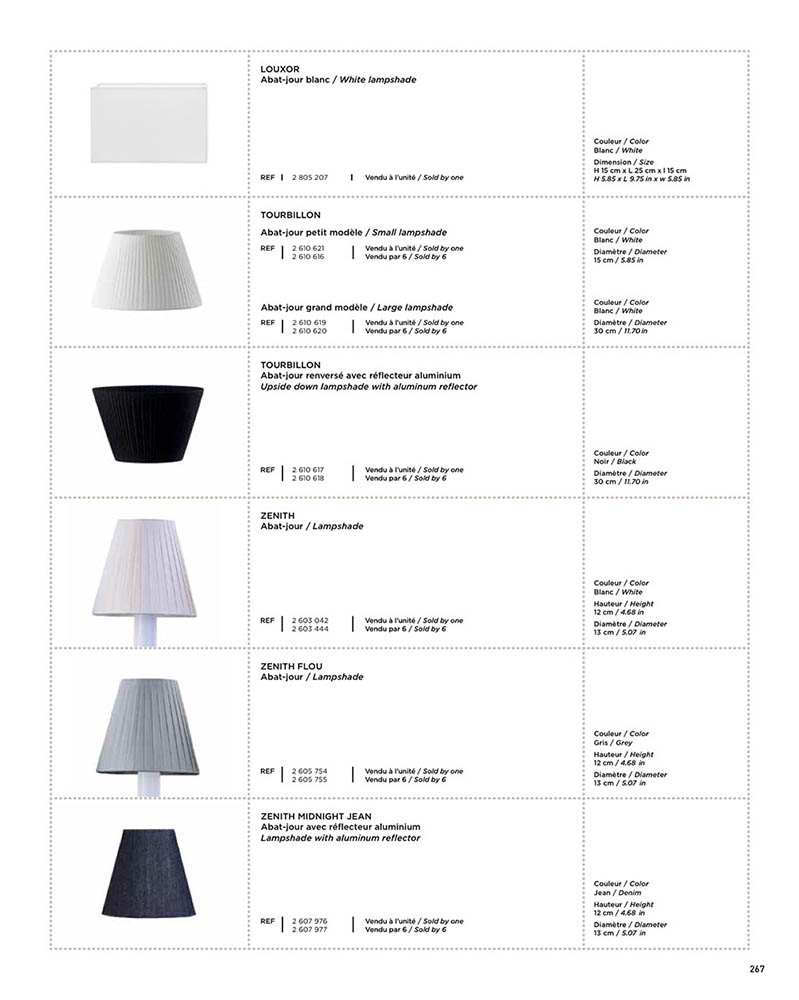 LOUXOR
Abat-jour blanc / White lampshade
REF 2 805 207 Vendu à l'unité / Sold by one
Couleur / Color
Blanc / White
Dimension / Size
H 15 cm x L 25 cm x l 15 cm
H 5.85 x L 9.75 in x w 5.85 in
TOURBILLON
Abat-jour petit modèle / Small lampshade
REF 2 610 621 Vendu à l'unité / Sold by one
2 610 616 Vendu par 6 / Sold by 6
Couleur / Color
Blanc / White
Diamètre / Diameter
15 cm / 5.85 in
Abat-jour grand modèle / Large lampshade
REF 2 610 619 Vendu à l'unité / Sold by one
2 610 620 Vendu par 6 / Sold by 6
Couleur / Color
Blanc / White
Diamètre / Diameter
30 cm / 11.70 in
TOURBILLON
Abat-jour renversé avec réflecteur aluminium
Upside down lampshade with aluminum reflector
REF 2 610 617 Vendu à l'unité / Sold by one
2 610 618 Vendu par 6 / Sold by 6
Couleur / Color
Noir / Black
Diamètre / Diameter
30 cm / 11.70 in
ZENITH
Abat-jour / Lampshade
REF 2 603 042 Vendu à l'unité / Sold by one
2 603 444 Vendu par 6 / Sold by 6
Couleur / Color
Blanc / White
Hauteur / Height
12 cm / 4.68 in
Diamètre / Diameter
13 cm / 5.07 in
ZENITH FLOU
Abat-jour / Lampshade
REF 2 605 754 Vendu à l'unité / Sold by one
2 605 755 Vendu par 6 / Sold by 6
Couleur / Color
Gris / Grey
Hauteur / Height
12 cm / 4.68 in
Diamètre / Diameter
13 cm / 5.07 in
ZENITH MIDNIGHT JEAN
Abat-jour avec réflecteur aluminium
Lampshade with aluminum reflector
REF 2 607 976 Vendu à l'unité / Sold by one
2 607 977 Vendu par 6 / Sold by 6
Couleur / Color
Jean / Denim
Hauteur / Height
12 cm / 4.68 in
Diamètre / Diameter
13 cm / 5.07 in
267